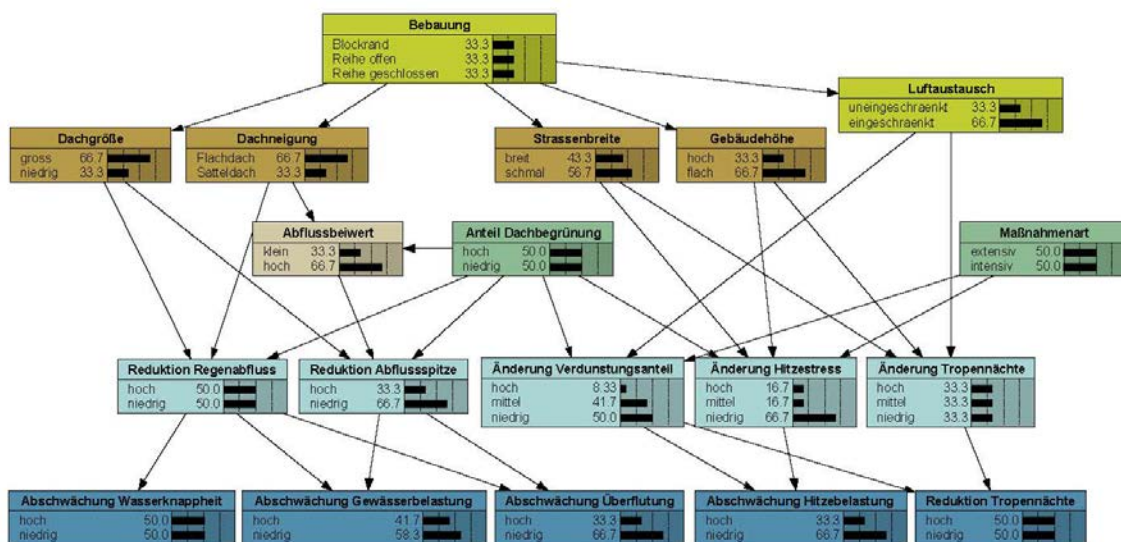 Bebauung
Blockrand 33.3
Reihe offen 33.3
Reihe geschlossen 33.3
Luftaustausch
uneingeschraenkt 33.3
eingeschraenkt 66.7
Dachgröße
gross 66.7
niedrig 33.3
Dachneigung
Flachdach 66.7
Satteldach 33.3
Strassenbreite
breit 43.3
schmal 56.7
Gebäudehöhe
hoch 33.3
flach 66.7
Abflussbeiwert
klein 33.3
hoch 66.7
Anteil Dachbegrünung
hoch 50.0
niedrig 50.0
Maßnahmenart
extensiv 50.0
intensiv 50.0
Reduktion Regenabfluss
hoch 50.0
niedrig 50.0
Reduktion Abflussspitze
hoch 33.3
niedrig 66.7
Änderung Verdunstungsanteil
hoch 8.33
mittel 41.7
niedrig 50.0
Änderung Hitzestress
hoch 16.7
mittel 16.7
niedrig 66.7
Änderung Tropennächte
hoch 33.3
mittel 33.3
niedrig 33.3
Abschwächung Wasserknappheit
hoch 50.0
niedrig 50.0
Abschwächung Gewässerbelastung
hoch 41.7
niedrig 58.3
Abschwächung Überflutung
hoch 33.3
niedrig 66.7
Abschwächung Hitzebelastung
hoch 33.3
niedrig 66.7
Reduktion Tropennächte
hoch 50.0
niedrig 50.0